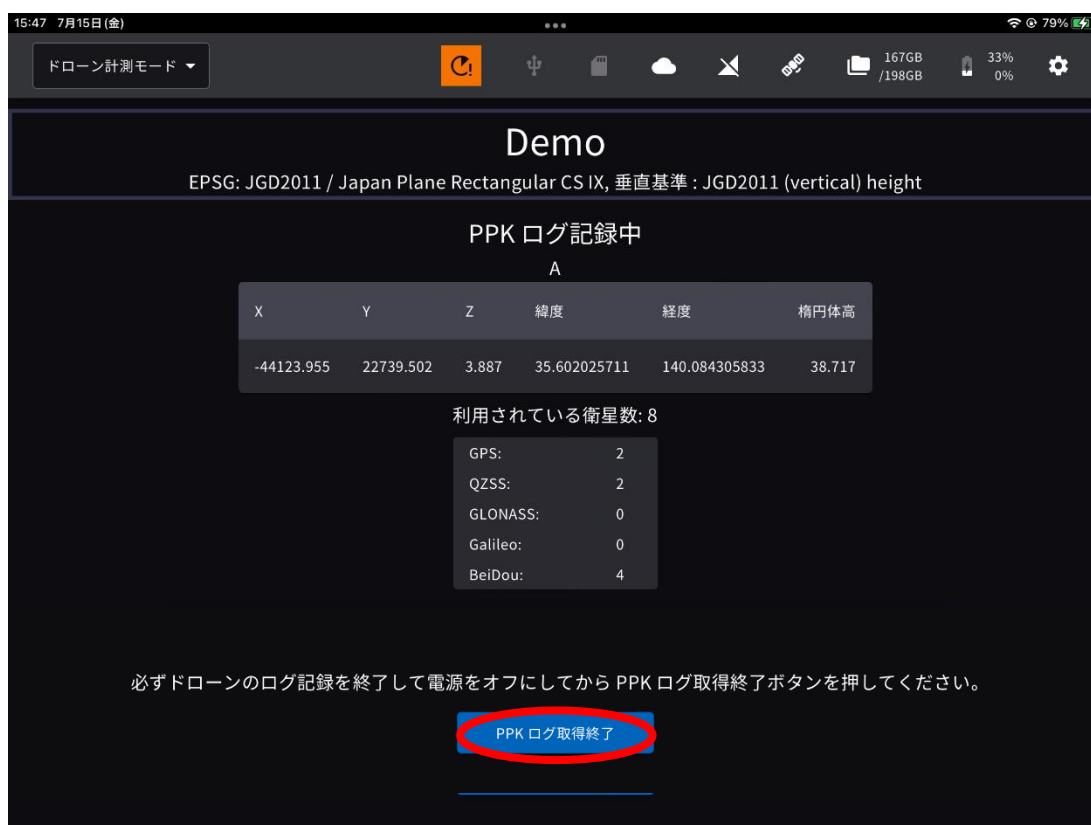 15:47 7月15日(金)
79%
ドローン計測モード
167GB
/198GB
33%
0%
Demo
EPSG: JGD2011 / Japan Plane Rectangular CS IX, 垂直基準 : JGD2011 (vertical) height
PPK ログ記録中
A
X Y Z 緯度 経度 楕円体高
-44123.955 22739.502 3.887 35.602025711 140.084305833 38.717
利用されている衛星数: 8
GPS: 2
QZSS: 2
GLONASS: 0
Galileo: 0
BeiDou: 4
必ずドローンのログ記録を終了して電源をオフにしてから PPK ログ取得終了ボタンを押してください。
PPK ログ取得終了